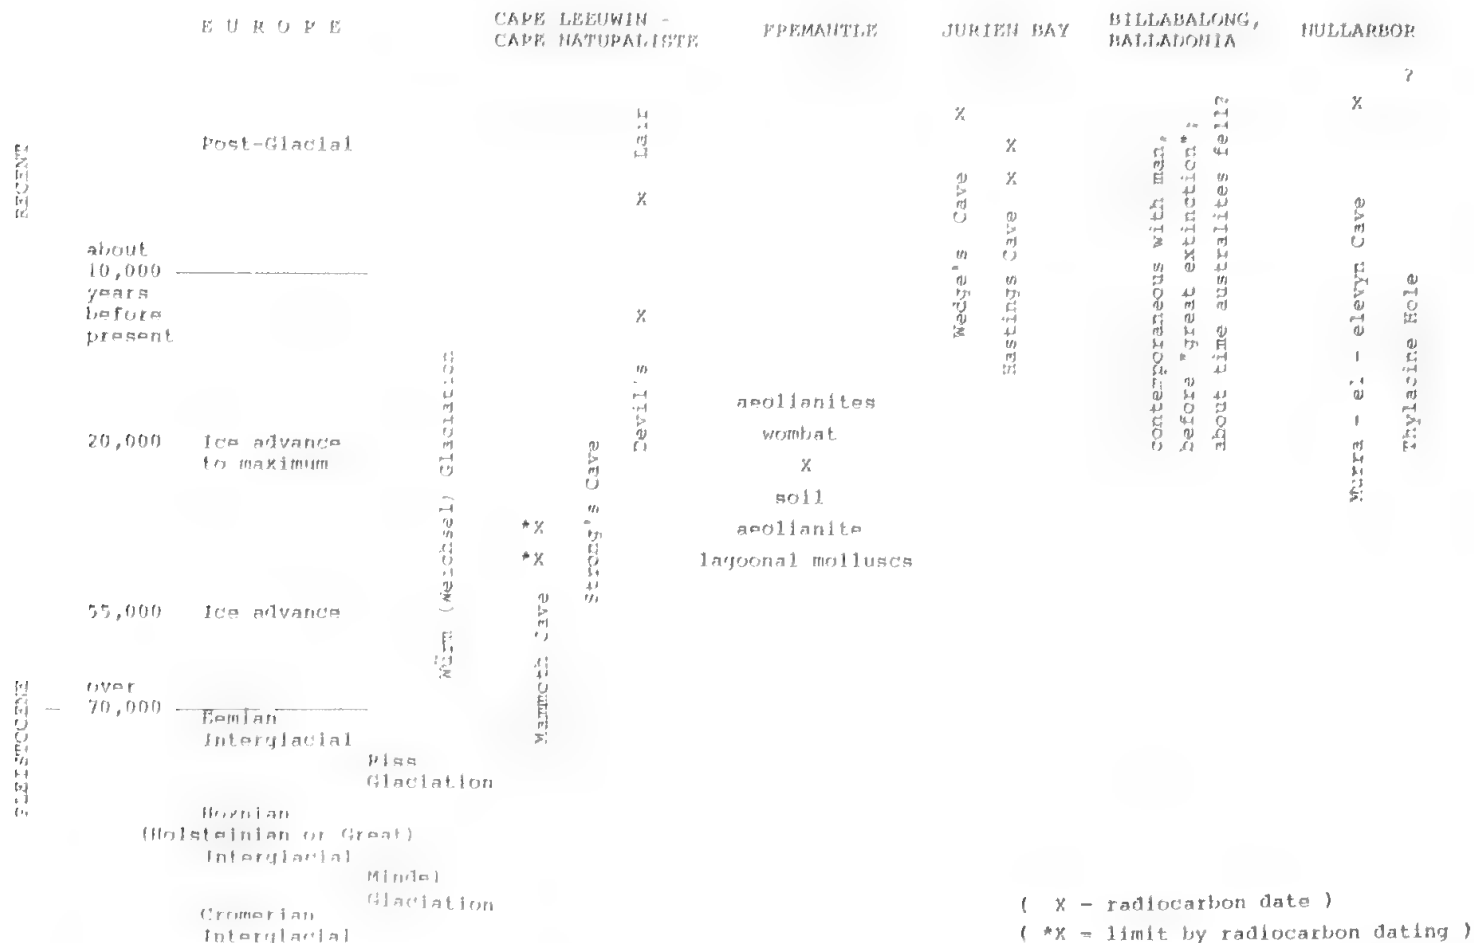 E U R O P E
CAPE LEEUWIN -
CAPE NATURALISTE
FREMANTLE
JURIEN BAY
BILLABALONG,
BALLADONIA
NULLARBOR
RECENT
Post-Glacial
about
10,000
years
before
present
20,000 Ice advance
to maximum
55,000 Ice advance
PLEISTOCENE
over
70,000
Eemian
Interglacial
Riss
Glaciation
Hoxnian
(Holsteinian or Great)
Interglacial
Mindel
Glaciation
Cromerian
Interglacial
Würm (Weichsel) Glaciation
*X
*X
Mammoth Cave
Strong's Cave
Devil's X X Lair
aeolianites
wombat
X
soil
aeolianite
lagoonal molluscs
X
Wedge's Cave
X
X
Hastings Cave
contemporaneous with man,
before "great extinction",
about time australites fell?
X
Murra - el - elevyn Cave
?
Thylacine Hole
( X - radiocarbon date )
( *X = limit by radiocarbon dating )